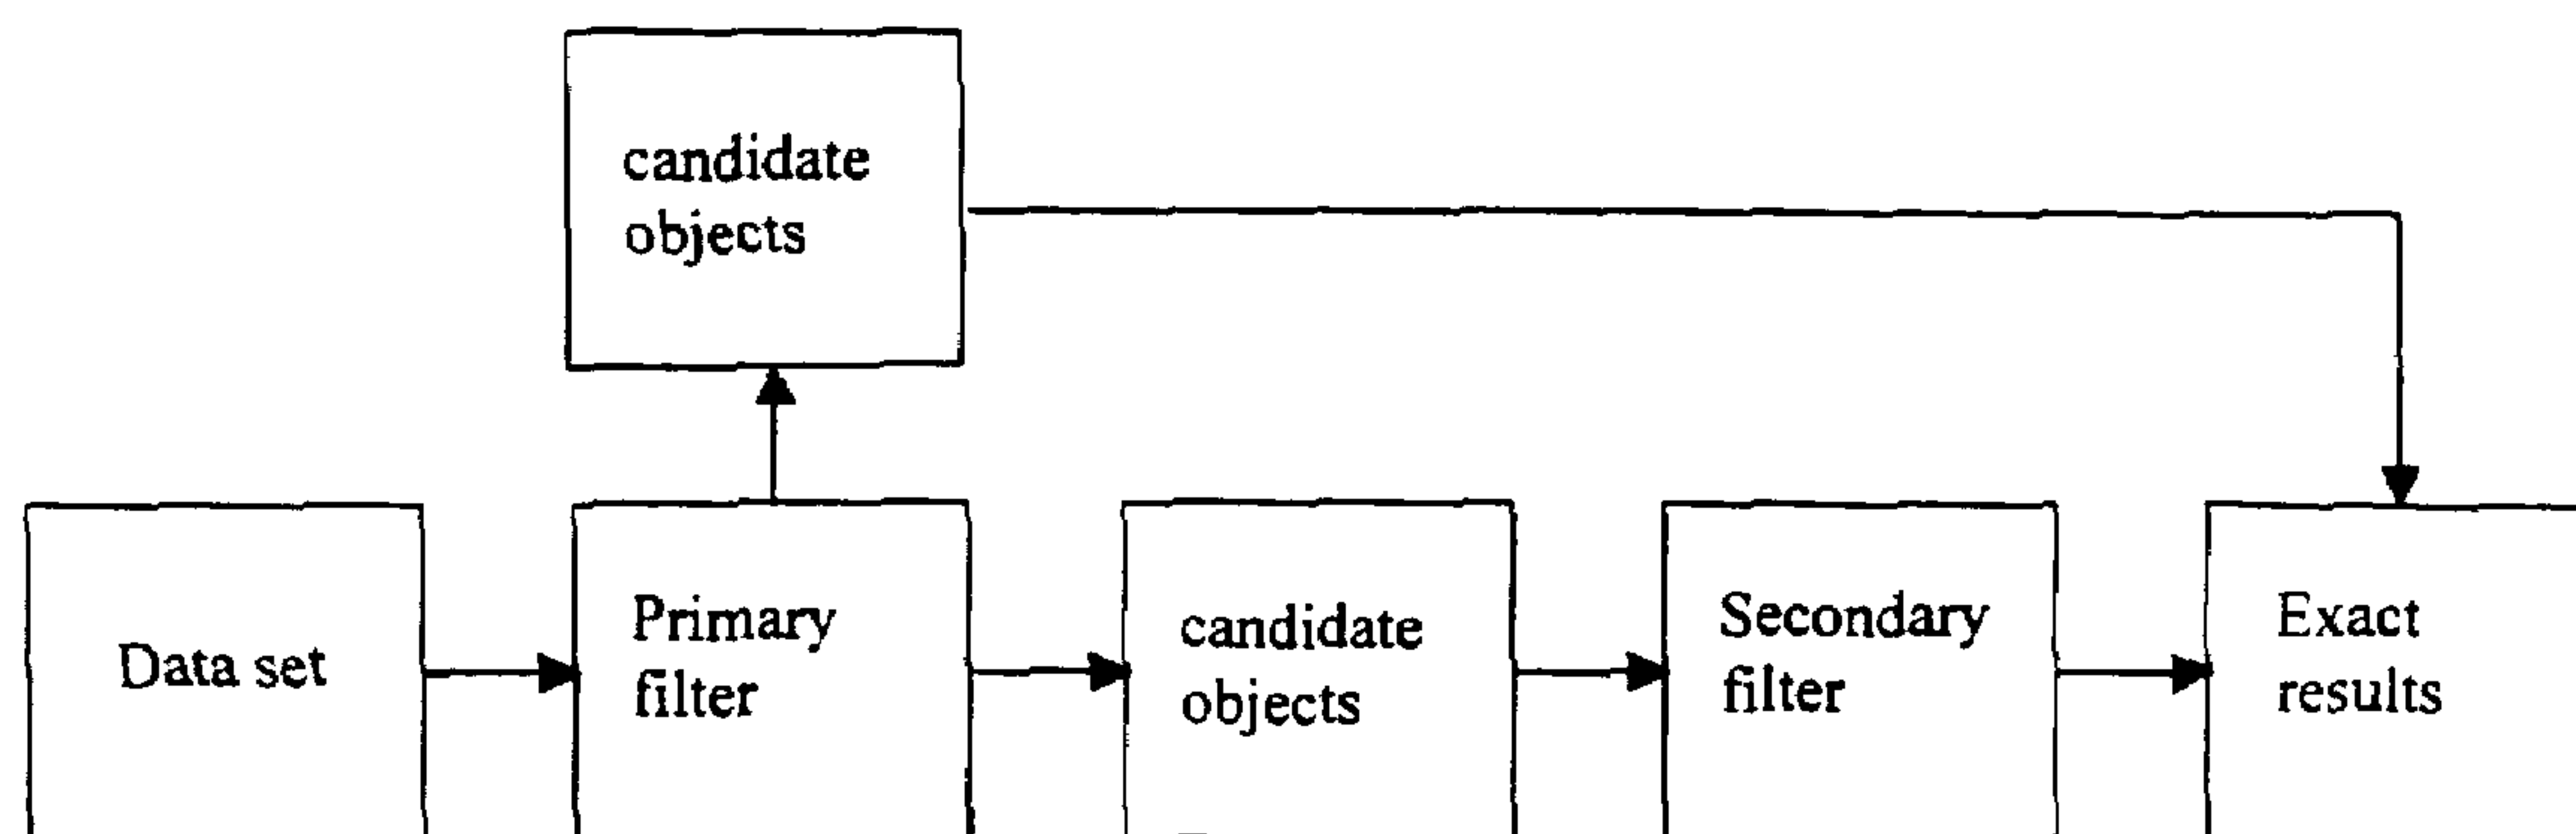 candidate
objects
Data set
Primary
filter
candidate
objects
Secondary
filter
Exact
results